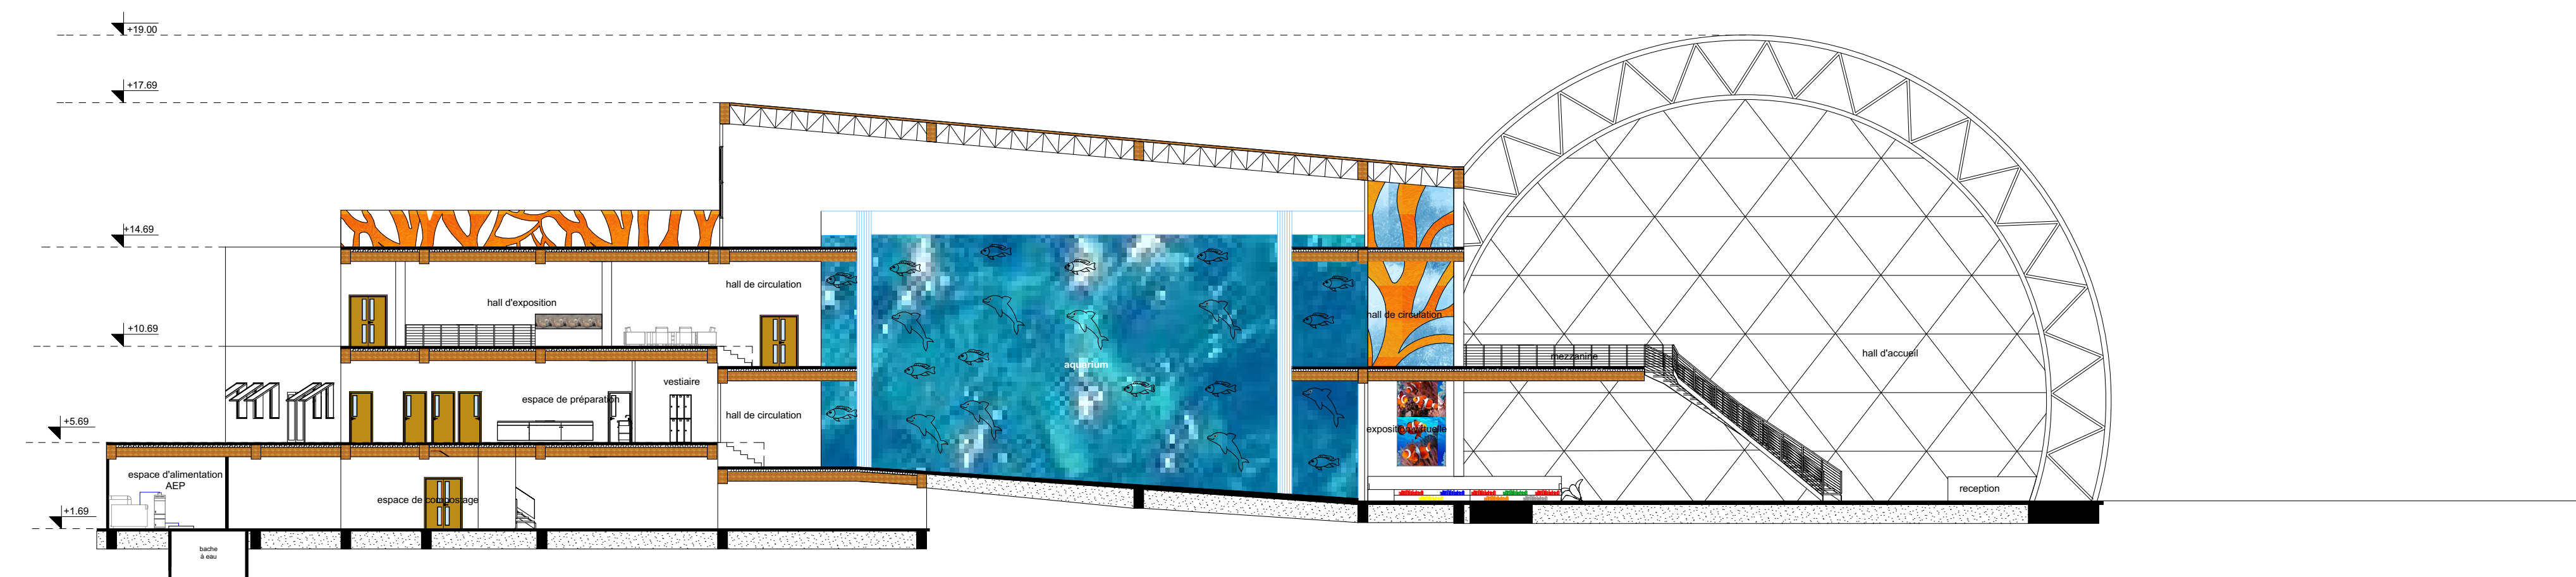 +19.00
+17.69
+14.69
hall de circulation
hall d'exposition
hall de circulation
+10.69
mezzanine
hall d'accueil
aquarium
vestiaire
espace de préparation
hall de circulation
+5.69
exposition virtuelle
espace d'alimentation
AEP
reception
espace de compostage
+1.69
bache
à eau